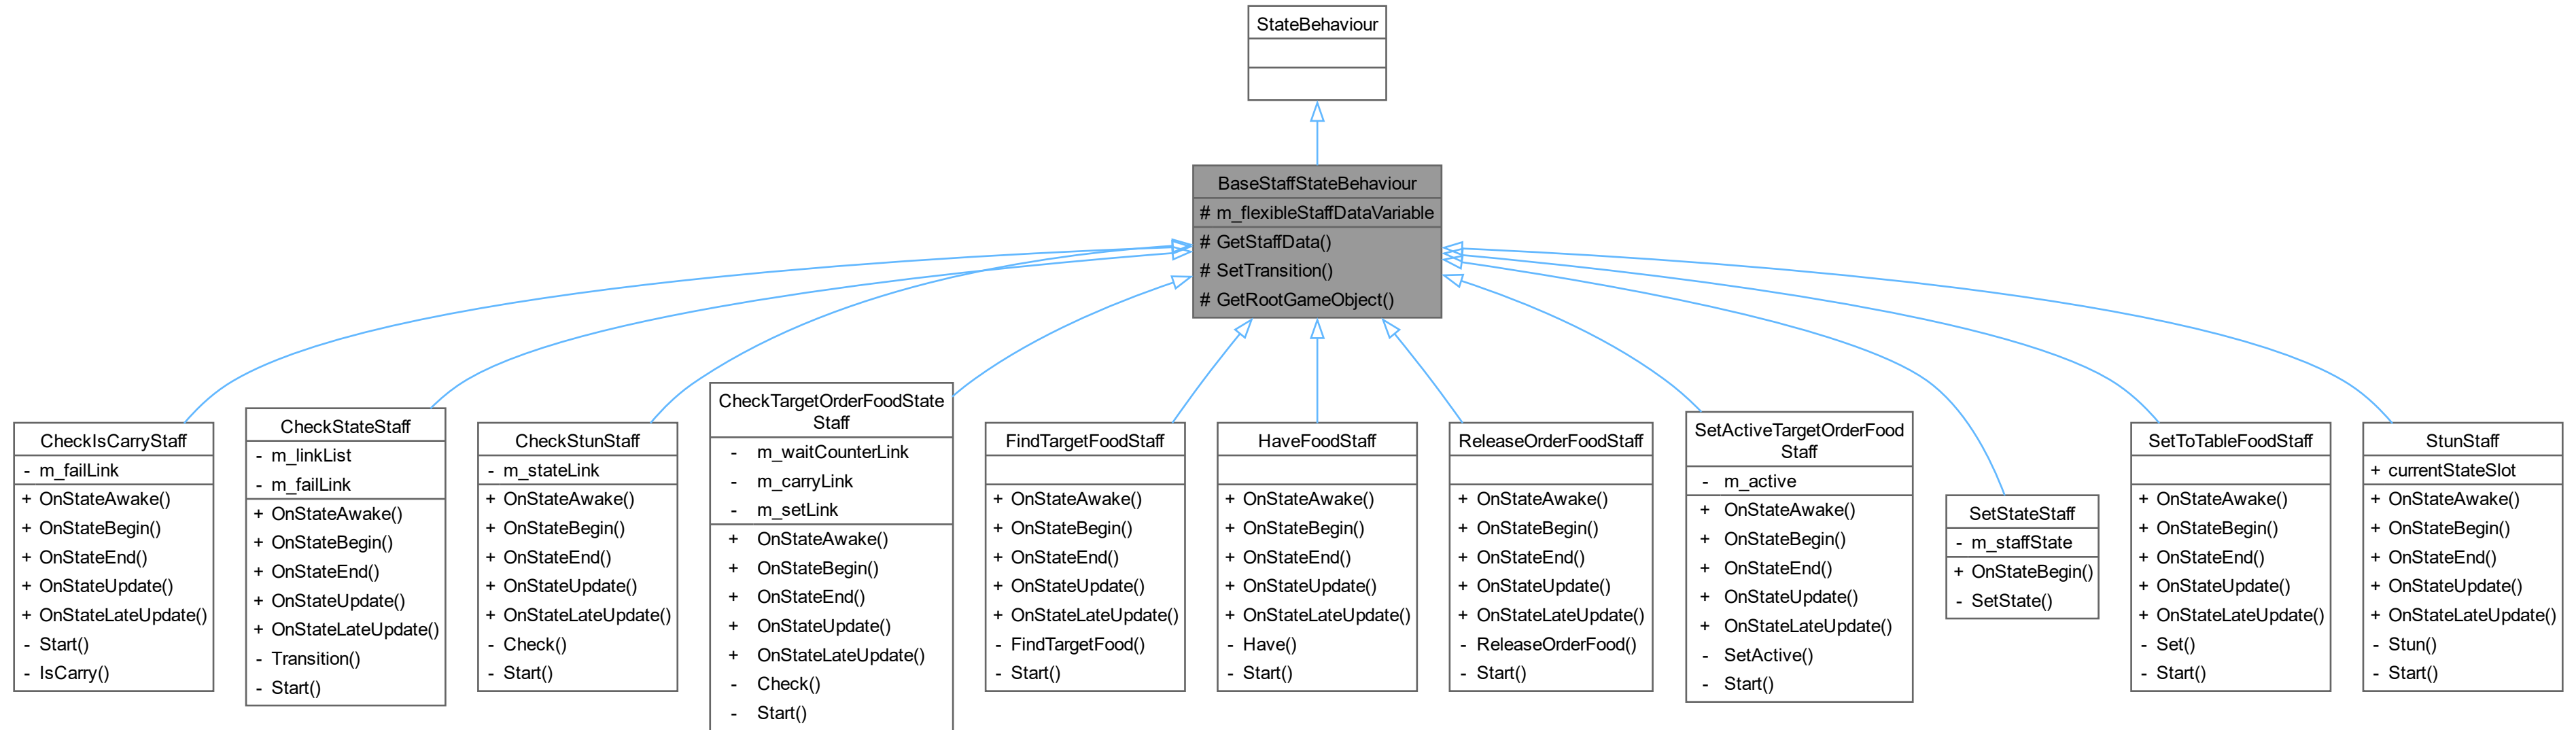 StateBehaviour
BaseStaffStateBehaviour
# m_flexibleStaffDataVariable
# GetStaffData()
# SetTransition()
# GetRootGameObject()
CheckIsCarryStaff
- m_failLink
+ OnStateAwake()
+ OnStateBegin()
+ OnStateEnd()
+ OnStateUpdate()
+ OnStateLateUpdate()
- Start()
- IsCarry()
CheckStateStaff
- m_linkList
- m_failLink
+ OnStateAwake()
+ OnStateBegin()
+ OnStateEnd()
+ OnStateUpdate()
+ OnStateLateUpdate()
- Transition()
- Start()
CheckStunStaff
- m_stateLink
+ OnStateAwake()
+ OnStateBegin()
+ OnStateEnd()
+ OnStateUpdate()
+ OnStateLateUpdate()
- Check()
- Start()
CheckTargetOrderFoodState
Staff
- m_waitCounterLink
- m_carryLink
- m_setLink
+ OnStateAwake()
+ OnStateBegin()
+ OnStateEnd()
+ OnStateUpdate()
+ OnStateLateUpdate()
- Check()
- Start()
FindTargetFoodStaff
+ OnStateAwake()
+ OnStateBegin()
+ OnStateEnd()
+ OnStateUpdate()
+ OnStateLateUpdate()
- FindTargetFood()
- Start()
HaveFoodStaff
+ OnStateAwake()
+ OnStateBegin()
+ OnStateEnd()
+ OnStateUpdate()
+ OnStateLateUpdate()
- Have()
- Start()
ReleaseOrderFoodStaff
+ OnStateAwake()
+ OnStateBegin()
+ OnStateEnd()
+ OnStateUpdate()
+ OnStateLateUpdate()
- ReleaseOrderFood()
- Start()
SetActiveTargetOrderFood
Staff
- m_active
+ OnStateAwake()
+ OnStateBegin()
+ OnStateEnd()
+ OnStateUpdate()
+ OnStateLateUpdate()
- SetActive()
- Start()
SetStateStaff
- m_staffState
+ OnStateBegin()
- SetState()
SetToTableFoodStaff
+ OnStateAwake()
+ OnStateBegin()
+ OnStateEnd()
+ OnStateUpdate()
+ OnStateLateUpdate()
- Set()
- Start()
StunStaff
+ currentStateSlot
+ OnStateAwake()
+ OnStateBegin()
+ OnStateEnd()
+ OnStateUpdate()
+ OnStateLateUpdate()
- Stun()
- Start()